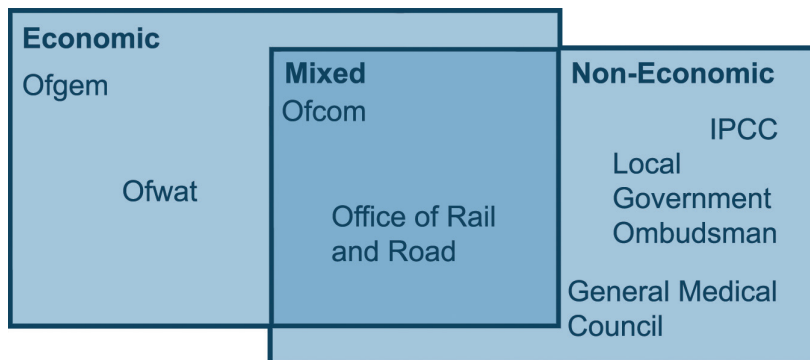 Economic
Ofgem
Ofwat
Mixed
Ofcom
Office of Rail
and Road
Non-Economic
IPCC
Local
Government
Ombudsman
General Medical
Council